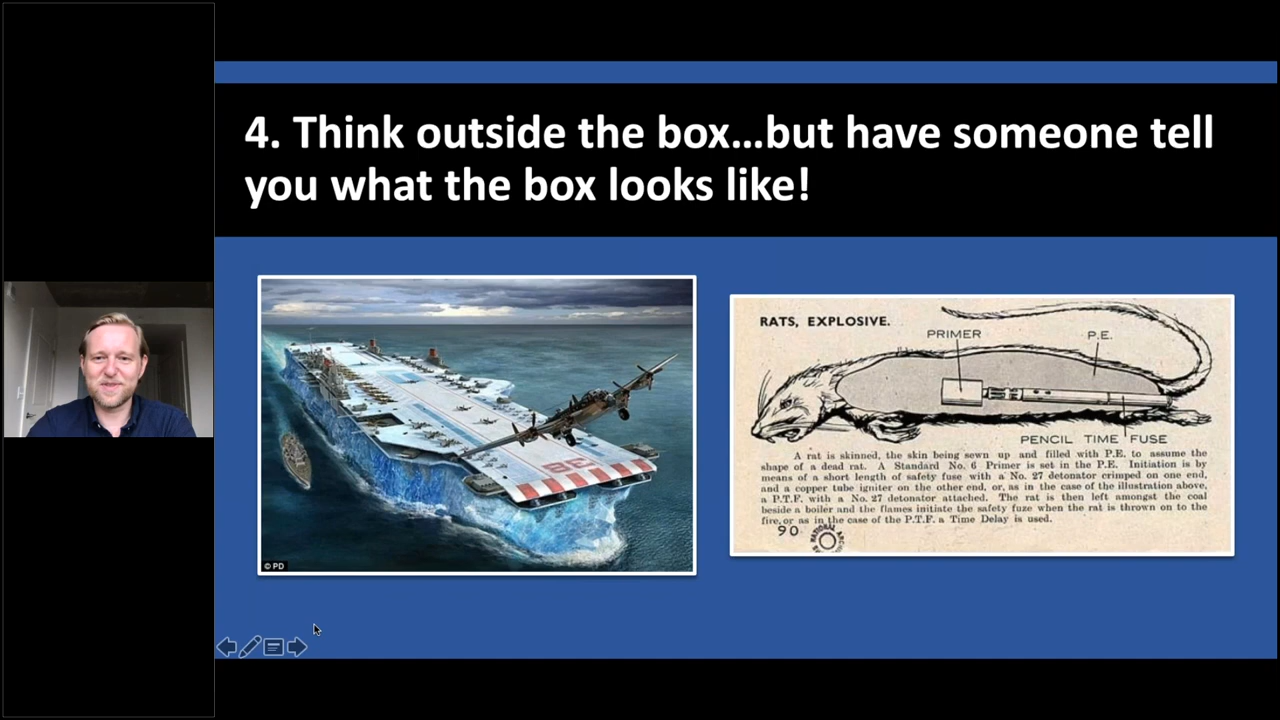 4. Think outside the box...but have someone tell
you what the box looks like!
© PD
RATS, EXPLOSIVE.
PRIMER
P.E.
PENCIL TIME FUSE
A rat is skinned, the skin being sewn up and filled with P.E. to assume the
shape of a dead rat. A Standard No. 6 Primer is set in the P.E. Initiation is by
means of a short length of safety fuse with a No. 27 detonator crimped on one end,
and a copper tube igniter on the other end, or, as in the case of the illustration above,
a P.T.F. with a No. 27 detonator attached. The rat is then left amongst the coal
beside a boiler and the flames initiate the safety fuze when the rat is thrown on to the
fire, or as in the case of the P.T.F. a Time Delay is used.
90